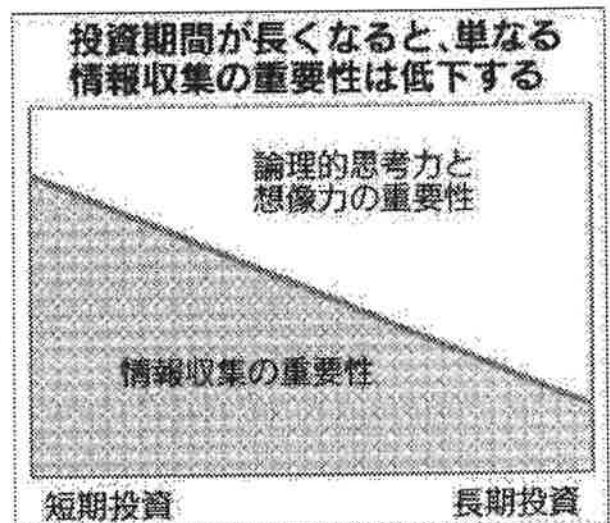 投資期間が長くなると、単なる
情報収集の重要性は低下する
論理的思考力と
想像力の重要性
情報収集の重要性
短期投資
長期投資